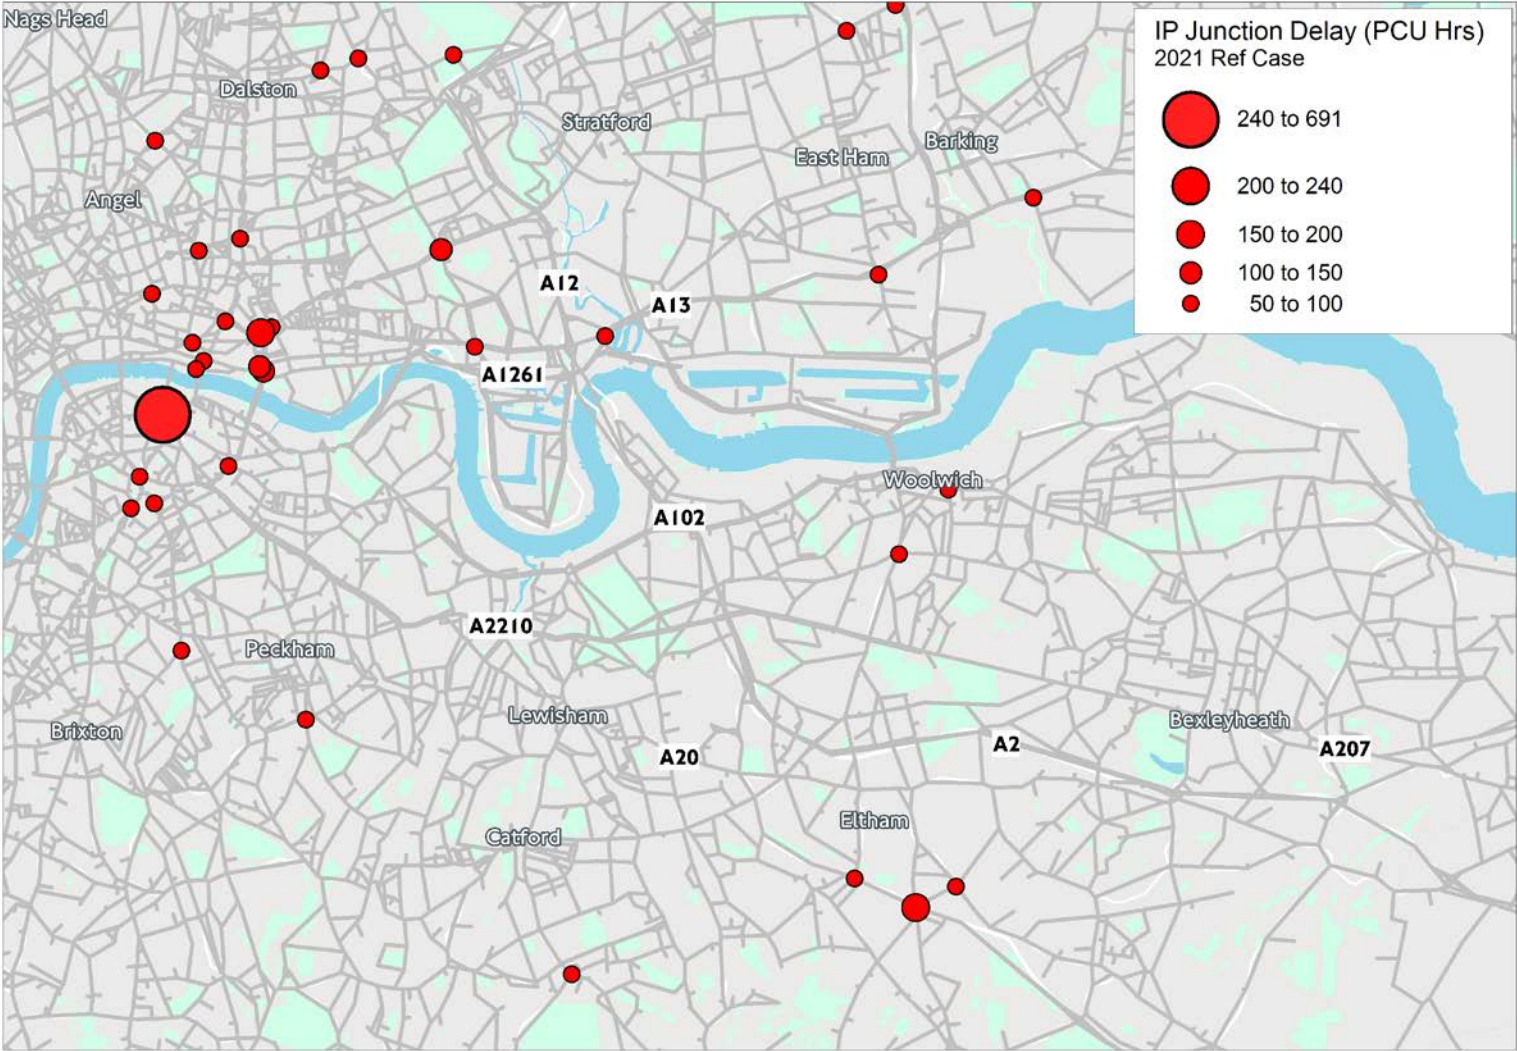 Nags Head
IP Junction Delay (PCU Hrs)
2021 Ref Case
240 to 691
200 to 240
150 to 200
100 to 150
50 to 100
Dalston
Stratford
Barking
East Ham
Angel
A12
A13
A1261
Woolwich
A102
A2210
Peckham
Lewisham
Brixton
Bexleyheath
A20
A2
A207
Eltham
Catford